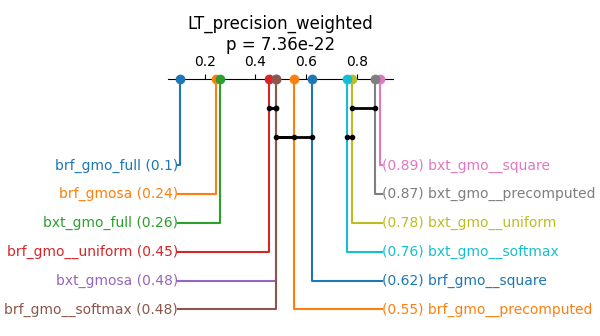 LT_precision_weighted
p = 7.36e-22
0.2 0.4 0.6 0.8
brf_gmo_full (0.1)
(0.89) bxt_gmo__square
brf_gmosa (0.24)
(0.87) bxt_gmo__precomputed
bxt_gmo_full (0.26)
(0.78) bxt_gmo__uniform
brf_gmo__uniform (0.45)
(0.76) bxt_gmo__softmax
bxt_gmosa (0.48)
(0.62) brf_gmo__square
brf_gmo__softmax (0.48)
(0.55) brf_gmo__precomputed